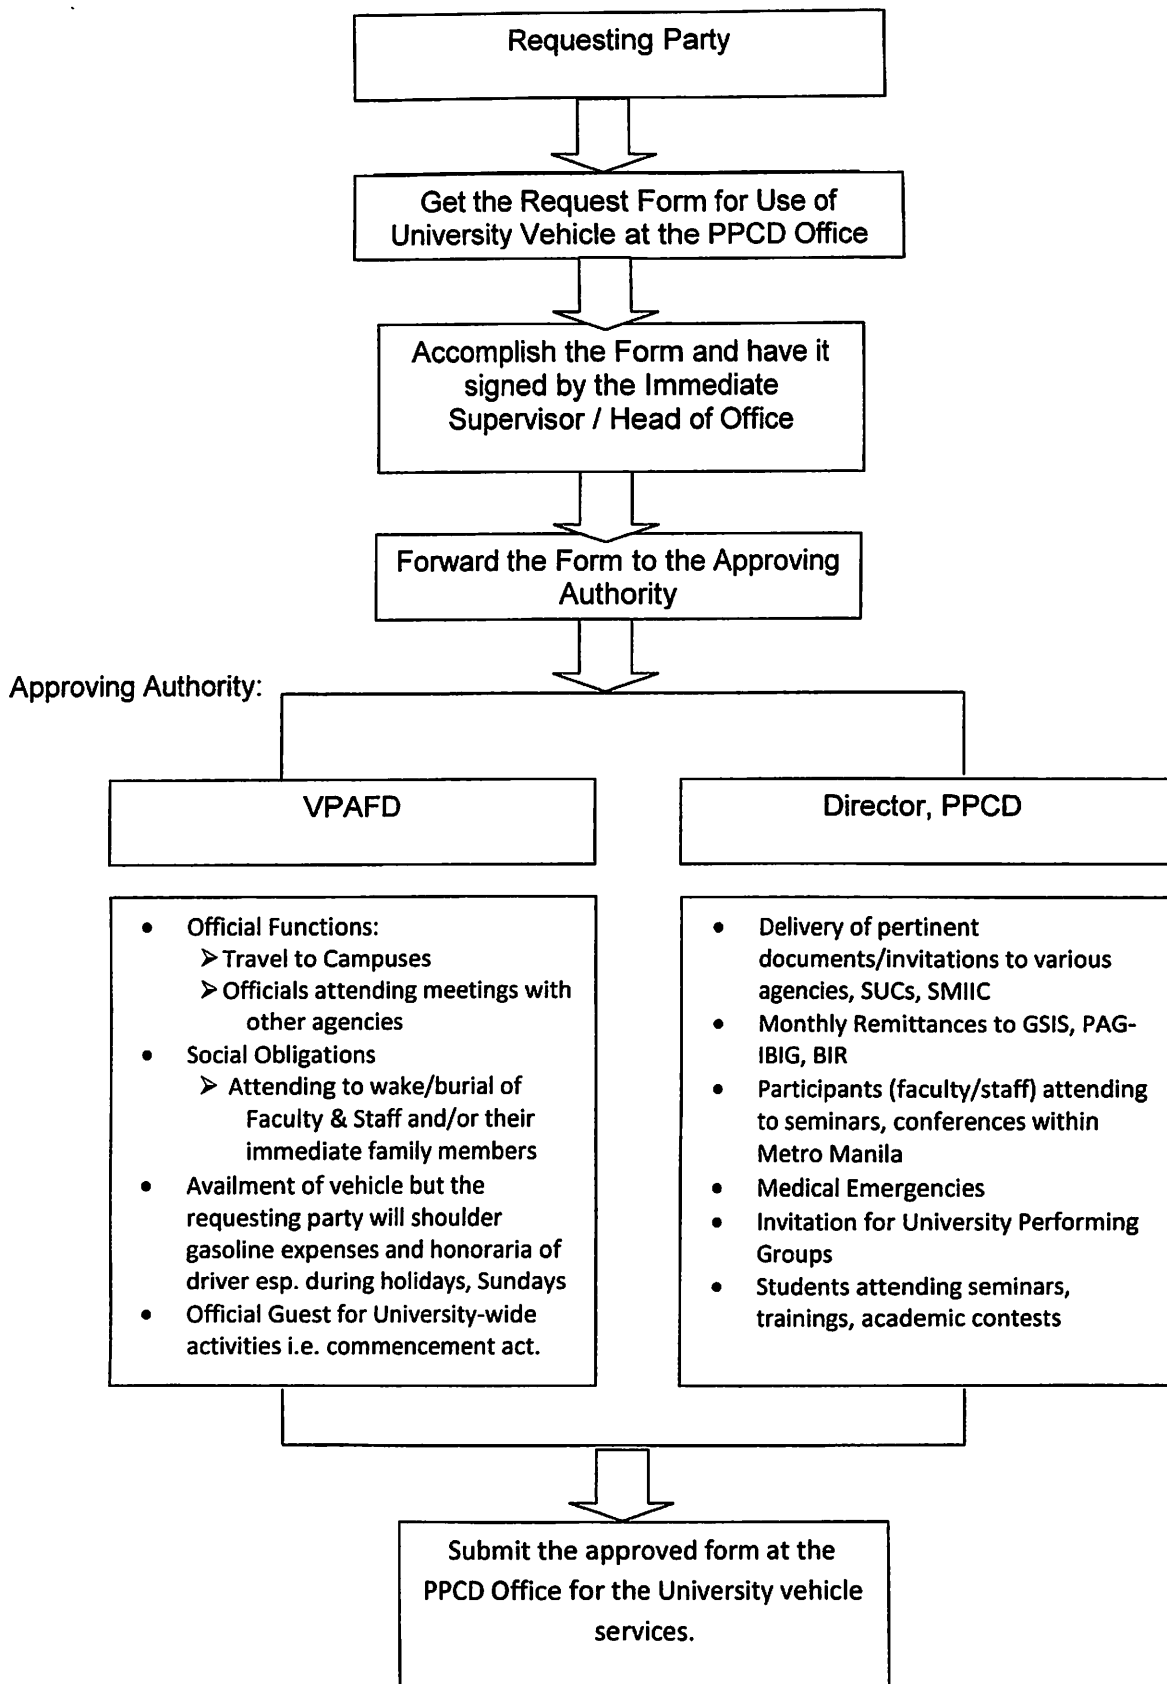 Requesting Party
Get the Request Form for Use of
University Vehicle at the PPCD Office
Accomplish the Form and have it
signed by the Immediate
Supervisor / Head of Office
Forward the Form to the Approving
Authority
Approving Authority:
VPAFD
• Official Functions:
➢ Travel to Campuses
➢ Officials attending meetings with
other agencies
• Social Obligations
➢ Attending to wake/burial of
Faculty & Staff and/or their
immediate family members
• Availment of vehicle but the
requesting party will shoulder
gasoline expenses and honoraria of
driver esp. during holidays, Sundays
• Official Guest for University-wide
activities i.e. commencement act.
Director, PPCD
• Delivery of pertinent
documents/invitations to various
agencies, SUCs, SMIIC
• Monthly Remittances to GSIS, PAG-
IBIG, BIR
• Participants (faculty/staff) attending
to seminars, conferences within
Metro Manila
• Medical Emergencies
• Invitation for University Performing
Groups
• Students attending seminars,
trainings, academic contests
Submit the approved form at the
PPCD Office for the University vehicle
services.